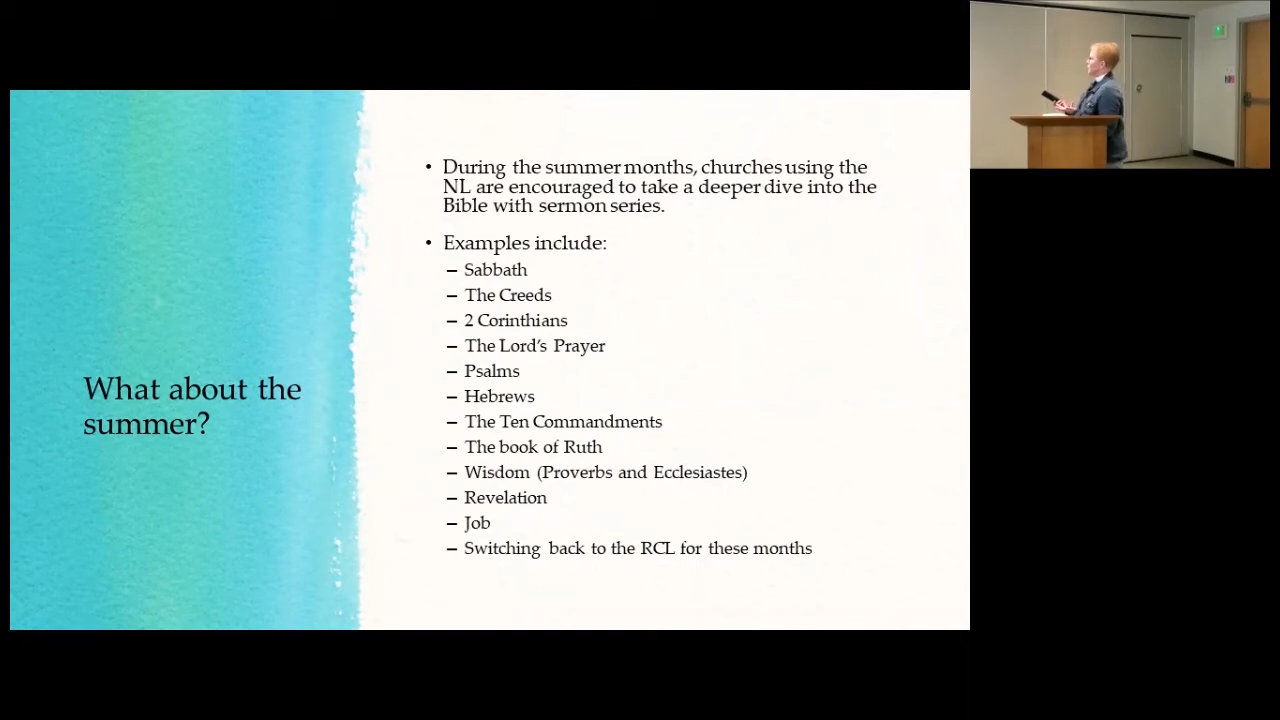 What about the
summer?
• During the summer months, churches using the
NL are encouraged to take a deeper dive into the
Bible with sermon series.
• Examples include:
– Sabbath
– The Creeds
– 2 Corinthians
– The Lord's Prayer
– Psalms
– Hebrews
– The Ten Commandments
– The book of Ruth
– Wisdom (Proverbs and Ecclesiastes)
– Revelation
– Job
– Switching back to the RCL for these months